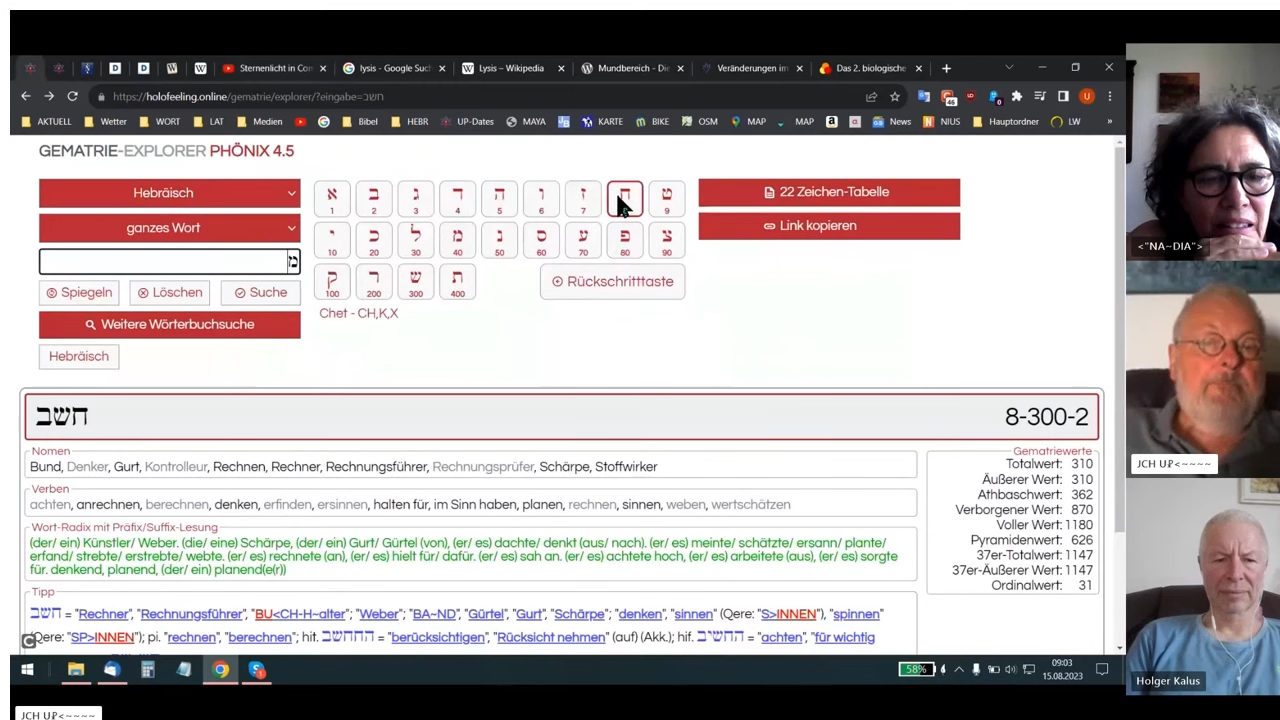 Sternenlicht in Con
lysis - Google Suc
Lysis – Wikipedia
Mundbereich - Die
Veränderungen im
Das 2. biologische
https://holofeeling.online/gematrie/explorer/?eingabe=חשב
46
0
U
AKTUELL Wetter WORT LAT Medien Bibel HEBR UP-Dates MAYA KARTE BIKE OSM MAP MAP News NIUS Hauptordner LW »
GEMATRIE-EXPLORER PHÖNIX 4.5
Hebräisch
ganzes Wort
מ
Spiegeln Löschen Suche
Weitere Wörterbuchsuche
Hebräisch
א ב ג ד ה ו ז ח ט
1 2 3 4 5 6 7 8 9
י כ ל מ נ ס ע פ צ
10 20 30 40 50 60 70 80 90
ק ר ש ת
100 200 300 400
Rückschritttaste
Chet - CH,K,X
22 Zeichen-Tabelle
Link kopieren
חשב 8-300-2
Nomen
Bund, Denker, Gurt, Kontrolleur, Rechnen, Rechner, Rechnungsführer, Rechnungsprüfer, Schärpe, Stoffwirker
Verben
achten, anrechnen, berechnen, denken, erfinden, ersinnen, halten für, im Sinn haben, planen, rechnen, sinnen, weben, wertschätzen
Wort-Radix mit Präfix/Suffix-Lesung
(der/ ein) Künstler/ Weber. (die/ eine) Schärpe, (der/ ein) Gurt/ Gürtel (von), (er/ es) dachte/ denkt (aus/ nach). (er/ es) meinte/ schätzte/ ersann/ plante/
erfand/ strebte/ erstrebte/ webte. (er/ es) rechnete (an), (er/ es) hielt für/ dafür. (er/ es) sah an. (er/ es) achtete hoch, (er/ es) arbeitete (aus), (er/ es) sorgte
für. denkend, planend, (der/ ein) planend(e(r))
Tipp
חשב = "Rechner", "Rechnungsführer", "BU<CH-H~alter"; "Weber"; "BA~ND", "Gürtel", "Gurt", "Schärpe"; "denken", "sinnen" (Qere: "S>INNEN"), "spinnen"
(Qere: "SP>INNEN"); pi. "rechnen", "berechnen"; hif. החחשב = "berücksichtigen", "Rücksicht nehmen" (auf) (Akk.); hif. החשיב = "achten", "für wichtig
Gematriewerte
Totalwert: 310
Äußerer Wert: 310
Athbaschwert: 362
Verborgener Wert: 870
Voller Wert: 1180
Pyramidenwert: 626
37er-Totalwert: 1147
37er-Äußerer Wert: 1147
Ordinalwert: 31
58%
09:03
15.08.2023
<"NA~DIA">
JCH UP<~~~~
Holger Kalus
JCH UP<~~~~